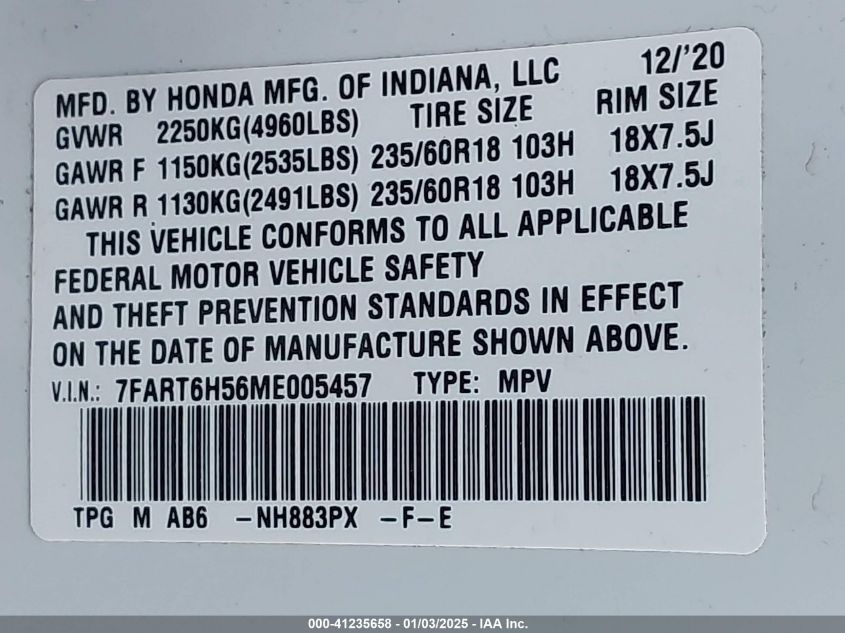 MFD. BY HONDA MFG. OF INDIANA, LLC 12/'20
GVWR 2250KG(4960LBS) TIRE SIZE RIM SIZE
GAWR F 1150KG(2535LBS) 235/60R18 103H 18X7.5J
GAWR R 1130KG(2491LBS) 235/60R18 103H 18X7.5J
THIS VEHICLE CONFORMS TO ALL APPLICABLE
FEDERAL MOTOR VEHICLE SAFETY
AND THEFT PREVENTION STANDARDS IN EFFECT
ON THE DATE OF MANUFACTURE SHOWN ABOVE.
V.I.N.: 7FART6H56ME005457 TYPE: MPV
TPG M AB6 -NH883PX -F-E
000-41235658 - 01/03/2025 - IAA Inc.